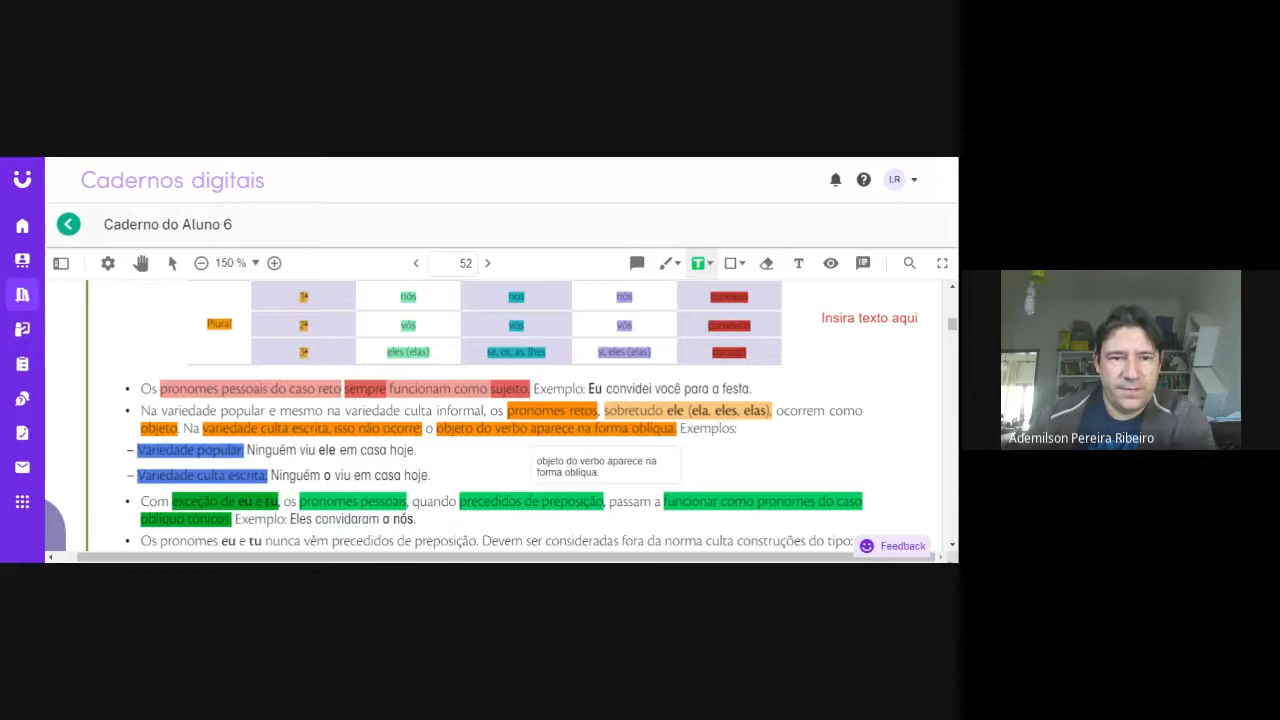 Cadernos digitais
LR
Caderno do Aluno 6
150 %
52
T
1ª nós nos nós conosco
Plural 2ª vós vos vós convosco
3ª eles (elas) se, os, as, lhes si, eles (elas) consigo
Insira texto aqui
• Os pronomes pessoais do caso reto sempre funcionam como sujeito. Exemplo: Eu convidei você para a festa.
• Na variedade popular e mesmo na variedade culta informal, os pronomes retos, sobretudo ele (ela, eles, elas), ocorrem como
objeto. Na variedade culta escrita, isso não ocorre: o objeto do verbo aparece na forma oblíqua. Exemplos:
– Variedade popular: Ninguém viu ele em casa hoje.
– Variedade culta escrita: Ninguém o viu em casa hoje.
objeto do verbo aparece na
forma oblíqua.
• Com exceção de eu e tu, os pronomes pessoais, quando precedidos de preposição, passam a funcionar como pronomes do caso
oblíquo tônicos. Exemplo: Eles convidaram a nós.
• Os pronomes eu e tu nunca vêm precedidos de preposição. Devem ser consideradas fora da norma culta construções do tipo:
Feedback
Ademilson Pereira Ribeiro